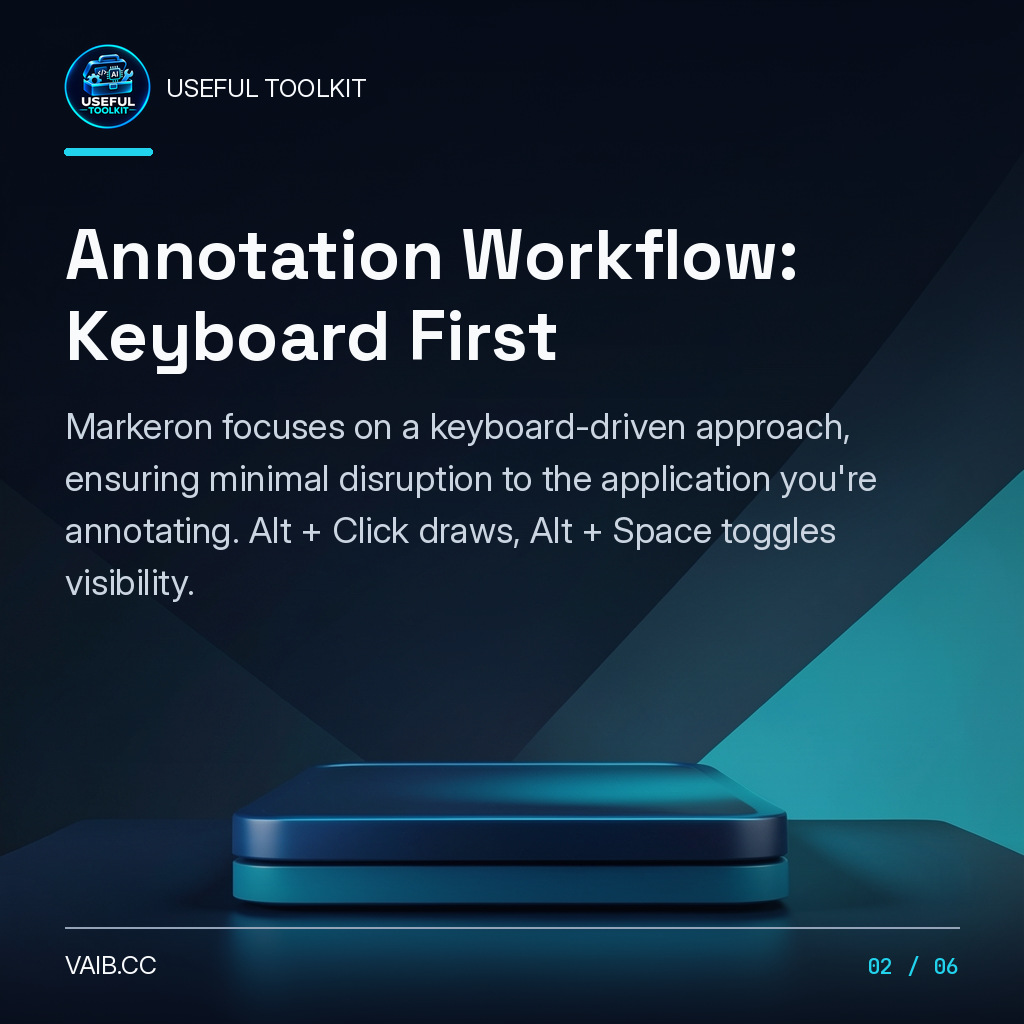 AI
USEFUL
TOOLKIT
USEFUL TOOLKIT
Annotation Workflow:
Keyboard First
Markeron focuses on a keyboard-driven approach,
ensuring minimal disruption to the application you're
annotating. Alt + Click draws, Alt + Space toggles
visibility.
VAIB.CC
02 / 06